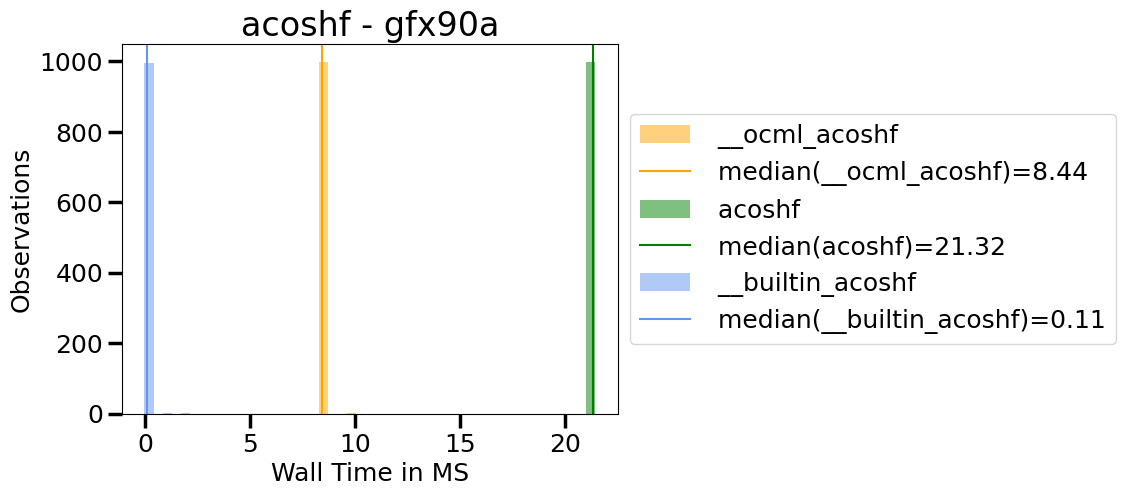 acoshf - gfx90a
1000
800
600
400
200
0
Observations
0 5 10 15 20
Wall Time in MS
__ocml_acoshf
median(__ocml_acoshf)=8.44
acoshf
median(acoshf)=21.32
__builtin_acoshf
median(__builtin_acoshf)=0.11